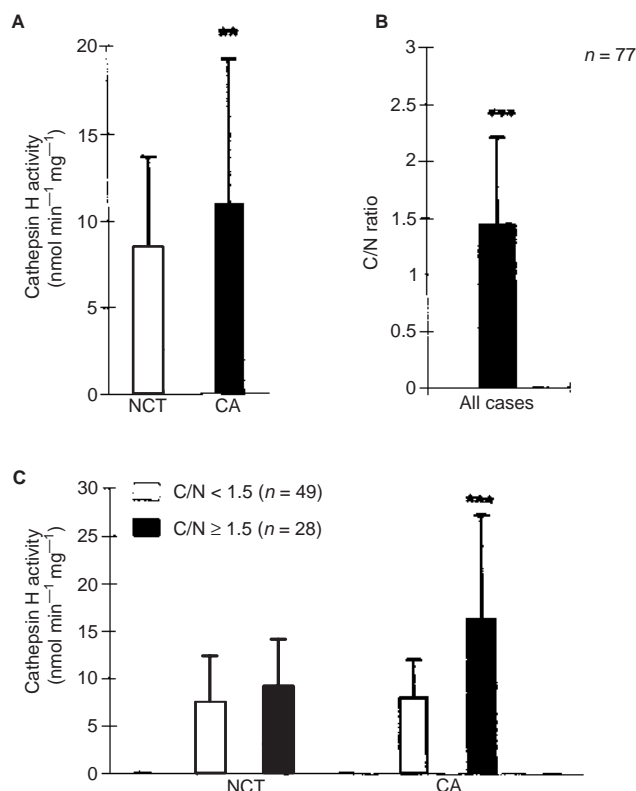 A
**
20
15
10
5
0
Cathepsin H activity
(nmol min—1 mg—1)
NCT
CA
B
n = 77
***
3
2.5
2
1.5
1
0.5
0
C/N ratio
All cases
C
C/N < 1.5 (n = 49)
C/N ≥ 1.5 (n = 28)
***
30
25
20
15
10
5
0
Cathepsin H activity
(nmol min—1 mg—1)
NCT
CA